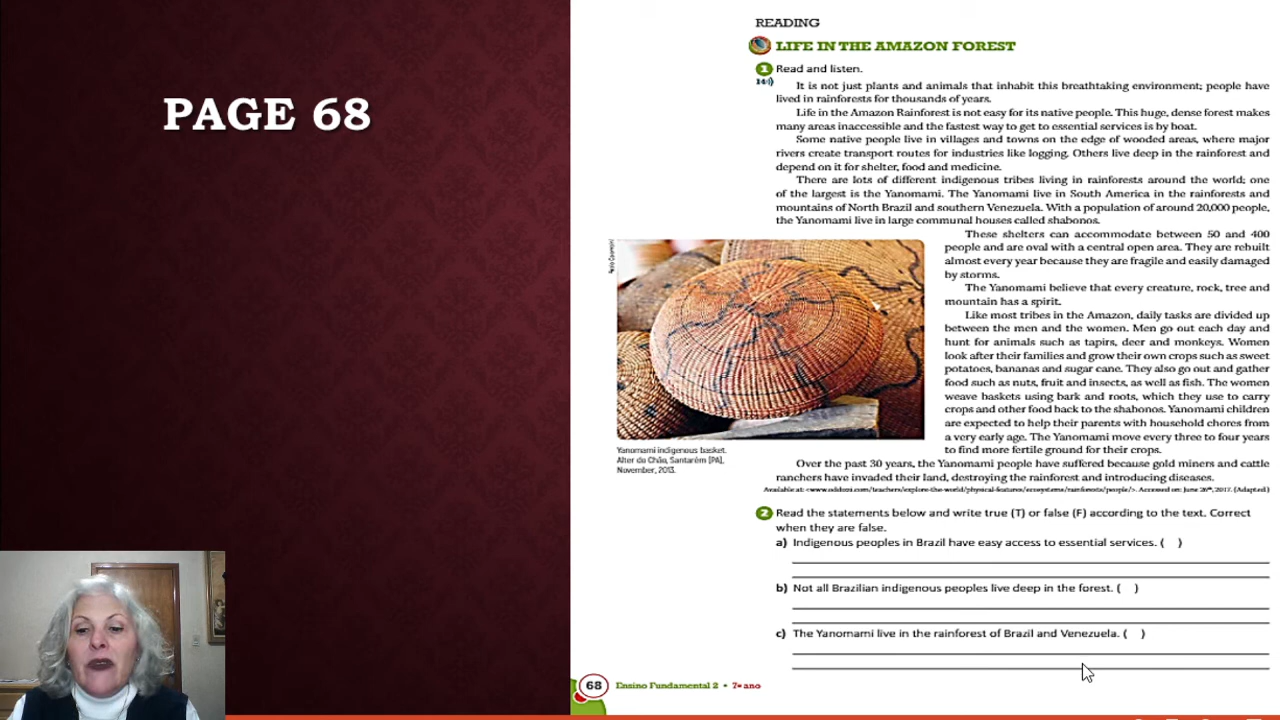 PAGE 68
READING
LIFE IN THE AMAZON FOREST
1 Read and listen.
14
It is not just plants and animals that inhabit this breathtaking environment; people have
lived in rainforests for thousands of years.
Life in the Amazon Rainforest is not easy for its native people. This huge, dense forest makes
many areas inaccessible and the fastest way to get to essential services is by boat.
Some native people live in villages and towns on the edge of wooded areas, where major
rivers create transport routes for industries like logging. Others live deep in the rainforest and
depend on it for shelter, food and medicine.
There are lots of different indigenous tribes living in rainforests around the world; one
of the largest is the Yanomami. The Yanomami live in South America in the rainforests and
mountains of North Brazil and southern Venezuela. With a population of around 20,000 people,
the Yanomami live in large communal houses called shabonos.
These shelters can accommodate between 50 and 400
people and are oval with a central open area. They are rebuilt
almost every year because they are fragile and easily damaged
by storms.
The Yanomami believe that every creature, rock, tree and
mountain has a spirit.
Like most tribes in the Amazon, daily tasks are divided up
between the men and the women. Men go out each day and
hunt for animals such as tapirs, deer and monkeys. Women
look after their families and grow their own crops such as sweet
potatoes, bananas and sugar cane. They also go out and gather
food such as nuts, fruit and insects, as well as fish. The women
weave baskets using bark and roots, which they use to carry
crops and other food back to the shabonos. Yanomami children
are expected to help their parents with household chores from
a very early age. The Yanomami move every three to four years
to find more fertile ground for their crops.
Yanomami indigenous basket.
Alter do Chão, Santarém (PA),
November, 2013.
Over the past 30 years, the Yanomami people have suffered because gold miners and cattle
ranchers have invaded their land, destroying the rainforest and introducing diseases.
Available at: <www.oddizzi.com/teachers/explore-the-world/physical-features/ecosystems/rainforests/people/>. Accessed on: June 26th, 2017. (Adapted)
2 Read the statements below and write true (T) or false (F) according to the text. Correct
when they are false.
a) Indigenous peoples in Brazil have easy access to essential services. ( )
b) Not all Brazilian indigenous peoples live deep in the forest. ( )
c) The Yanomami live in the rainforest of Brazil and Venezuela. ( )
68 Ensino Fundamental 2 • 7º ano